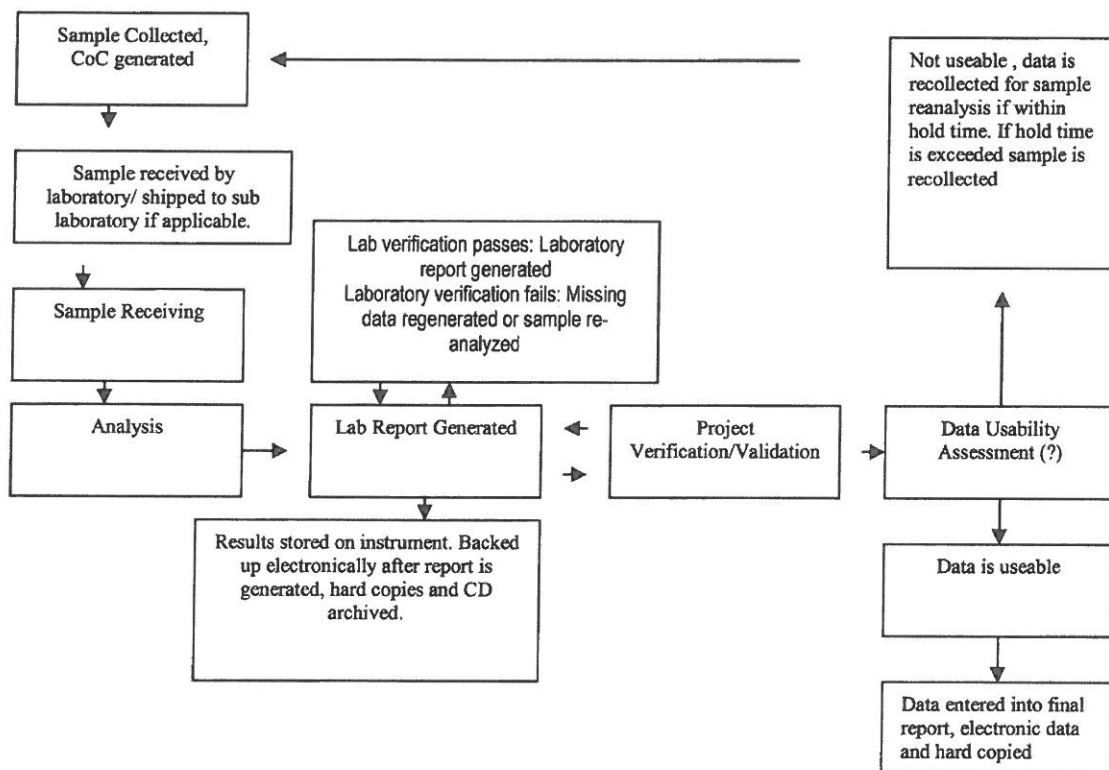 Sample Collected,
CoC generated
Not useable , data is
recollected for sample
reanalysis if within
hold time. If hold time
is exceeded sample is
recollected
Sample received by
laboratory/ shipped to sub
laboratory if applicable.
Lab verification passes: Laboratory
report generated
Laboratory verification fails: Missing
data regenerated or sample re-
analyzed
Sample Receiving
Analysis
Lab Report Generated
Project
Verification/Validation
Data Usability
Assessment (?)
Results stored on instrument. Backed
up electronically after report is
generated, hard copies and CD
archived.
Data is useable
Data entered into final
report, electronic data
and hard copied